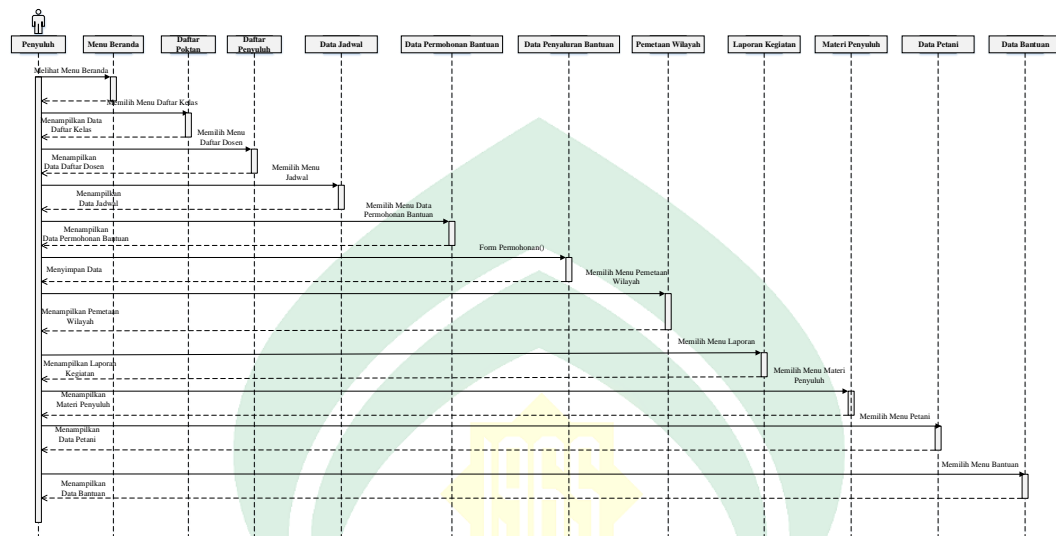 Penyuluh
Menu Beranda
Daftar
Poktan
Daftar
Penyuluh
Data Jadwal
Data Permohonan Bantuan
Data Penyaluran Bantuan
Pemetaan Wilayah
Laporan Kegiatan
Materi Penyuluh
Data Petani
Data Bantuan
Melihat Menu Beranda
Memilih Menu Daftar Kelas
Menampilkan Data
Daftar Kelas
Memilih Menu
Daftar Dosen
Menampilkan
Data Daftar Dosen
Memilih Menu
Jadwal
Menampilkan
Data Jadwal
Memilih Menu Data
Permohonan Bantuan
Menampilkan
Data Permohonan Bantuan
Form Permohonan()
Menyimpan Data
Memilih Menu Pemetaan
Wilayah
Menampilkan Pemetaan
Wilayah
Memilih Menu Laporan
Menampilkan Laporan
Kegiatan
Memilih Menu Materi
Penyuluh
Menampilkan
Materi Penyuluh
Memilih Menu Petani
Menampilkan
Data Petani
Memilih Menu Bantuan
Menampilkan
Data Bantuan